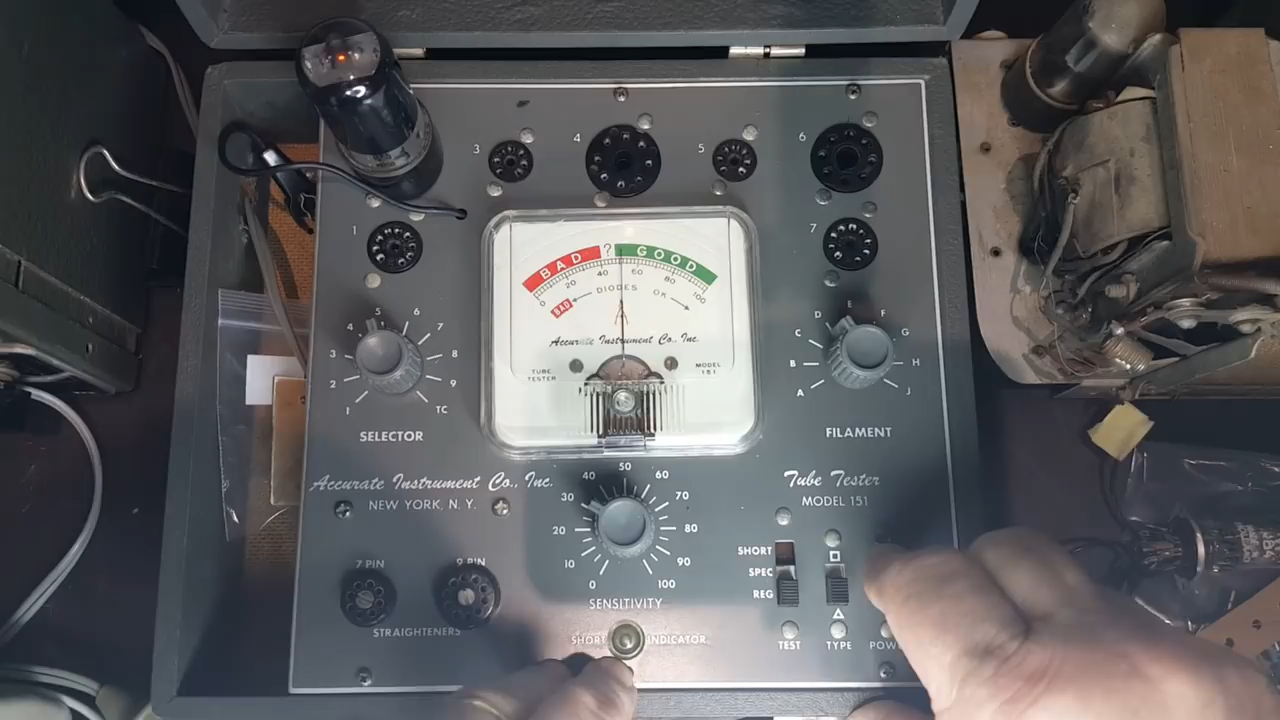 3
4
5
6
1
7
BAD ? GOOD
0 20 40 60 80 100
BAD DIODES OK
Accurate Instrument Co., Inc.
TUBE TESTER
MODEL 151
1 2 3 4 5 6 7 8 9 TC
SELECTOR
A B C D E F G H J
FILAMENT
Accurate Instrument Co., Inc.
NEW YORK, N. Y.
Tube Tester
MODEL 151
0 10 20 30 40 50 60 70 80 90 100
SENSITIVITY
SHORT
SPEC
REG
TEST
TYPE
7 PIN
9 PIN
STRAIGHTENERS
SHORT INDICATOR